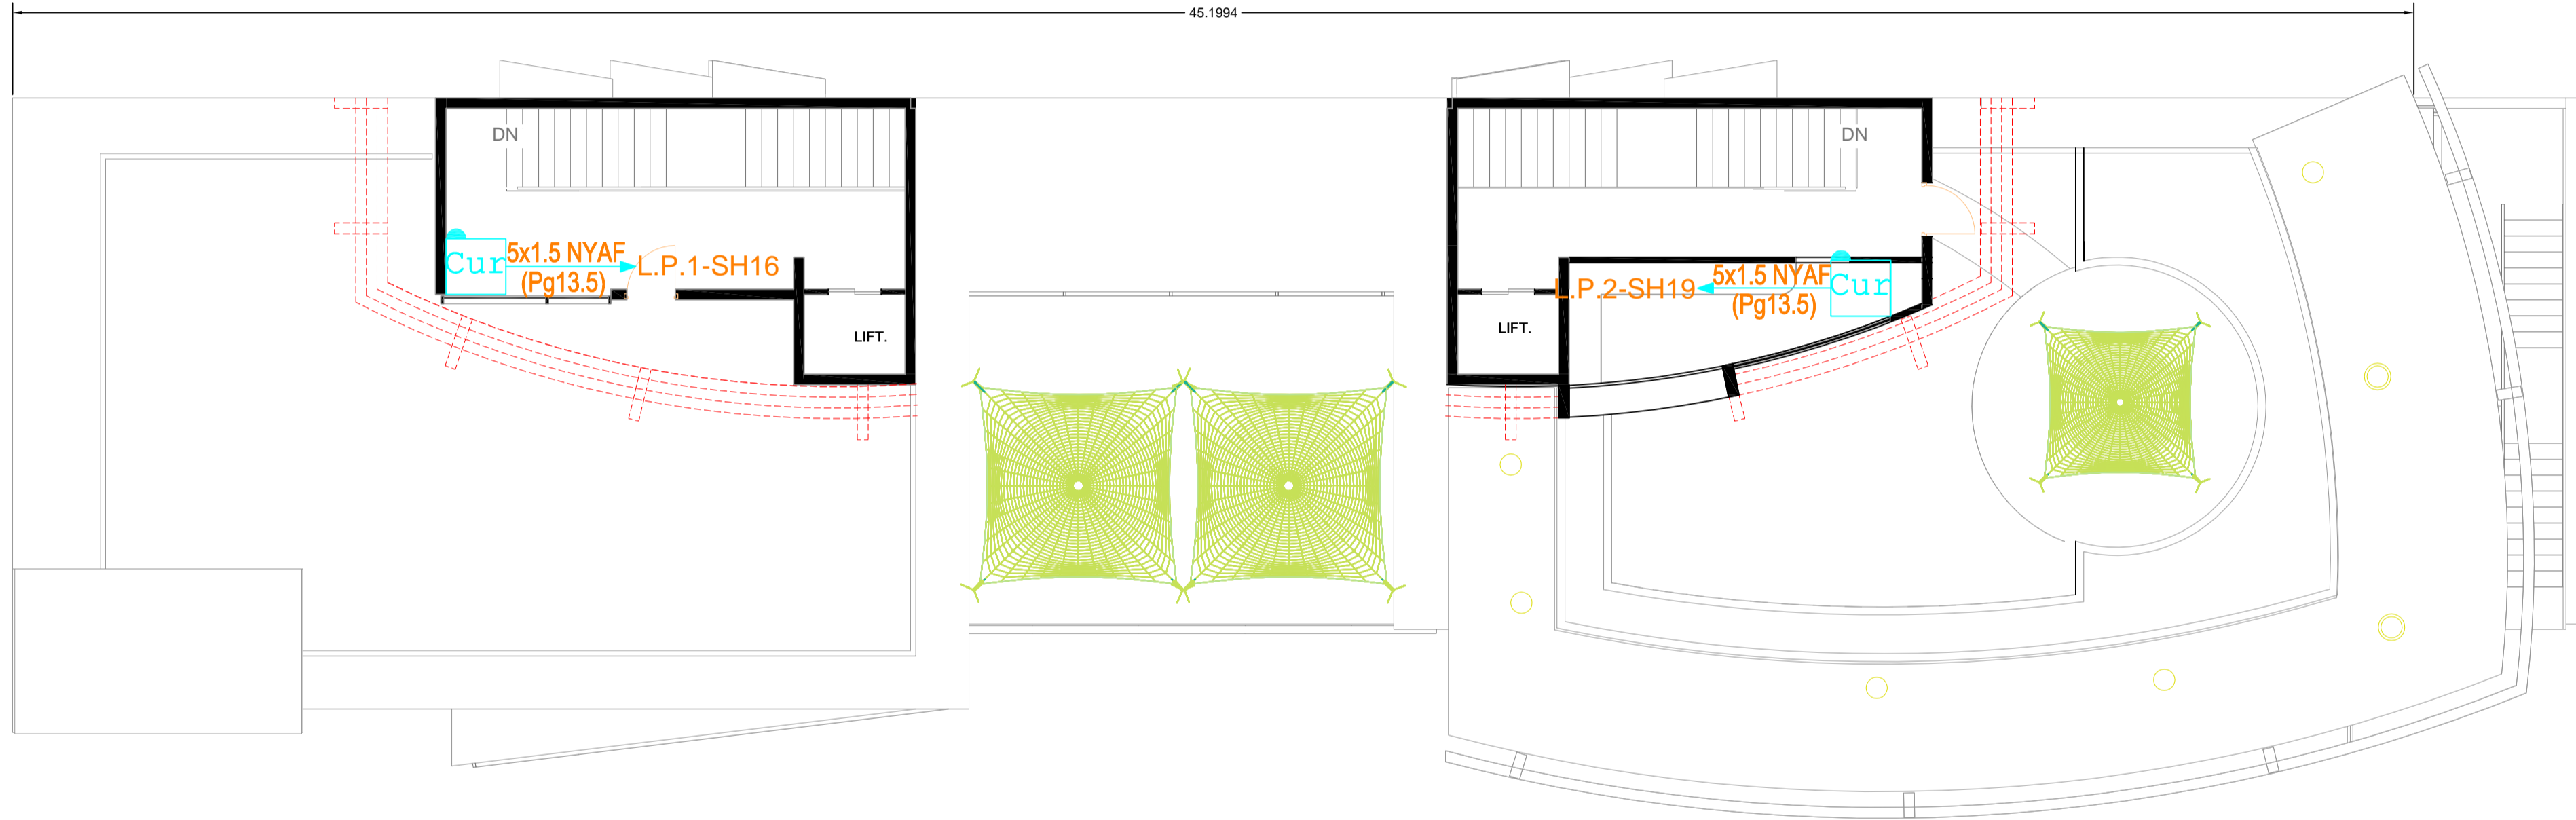 45.1994
DN
DN
Cur
5x1.5 NYAF
(Pg13.5)
L.P.1-SH16
LIFT.
LIFT.
L.P.2-SH19
5x1.5 NYAF
(Pg13.5)
Cur